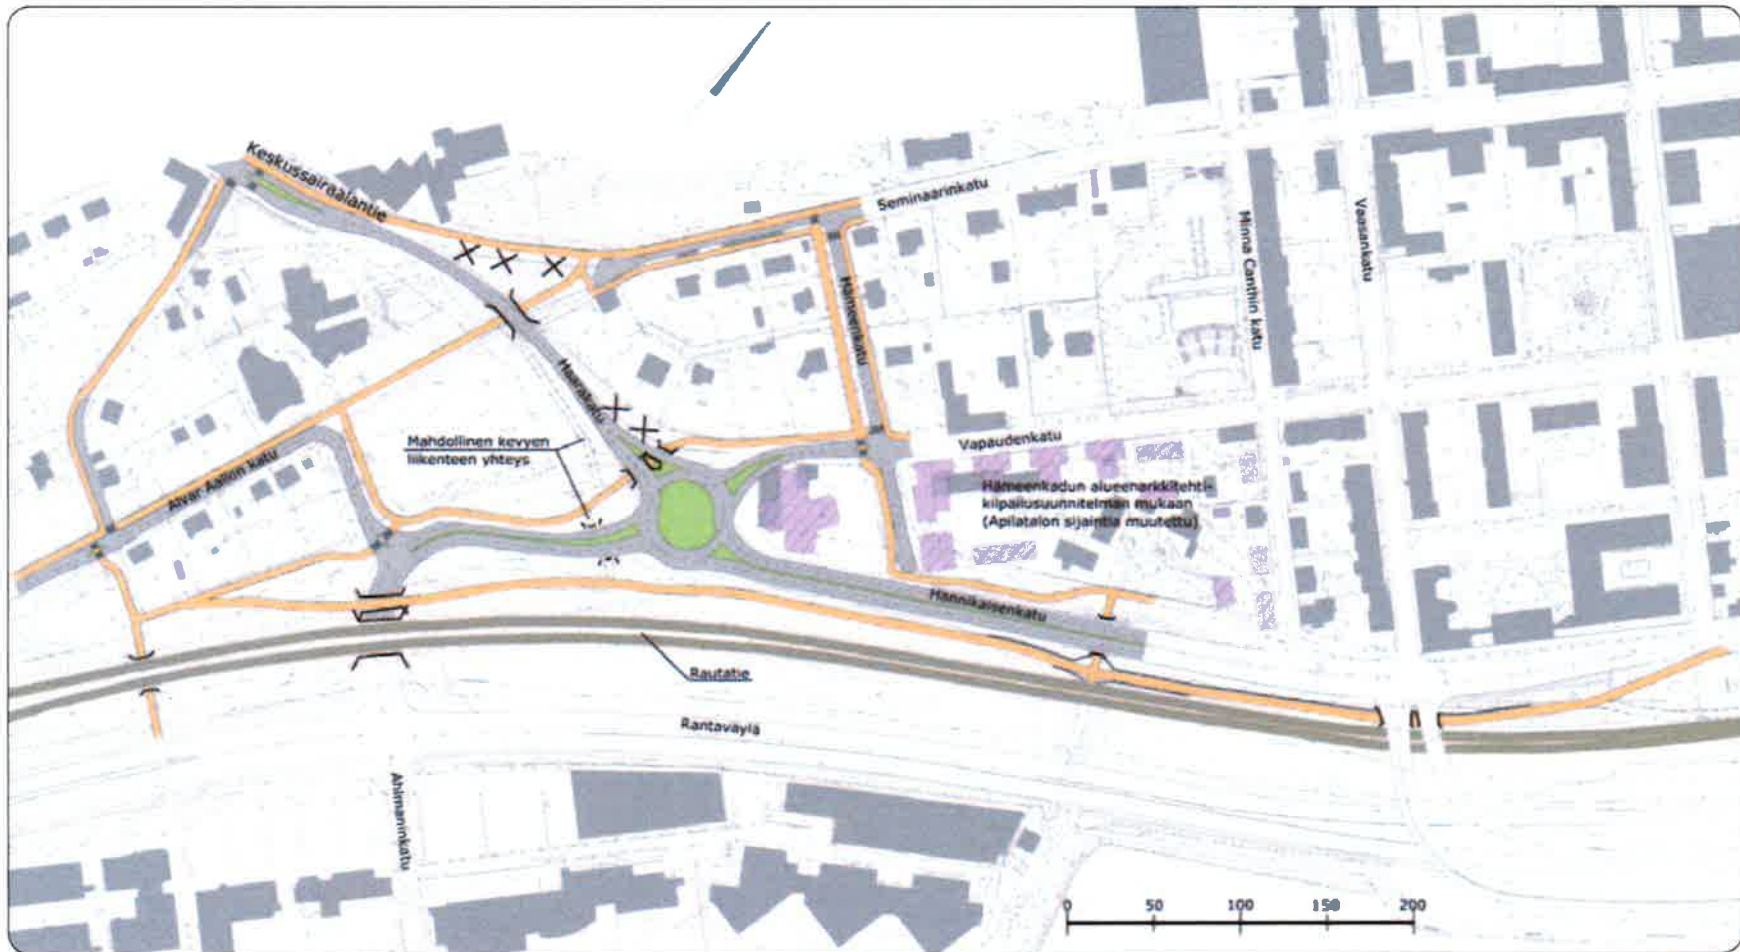 Keskussairaalantie
Seminaarinkatu
Minna Canthin katu
Vaasankatu
Hämeenkatu
Haarakatu
Mahdollinen kevyen
liikenteen yhteys
Vapaudenkatu
Alvar Aallon katu
Hämeenkadun alueenarkkitehti-
kilpailusuunnitelman mukaan
(Apilatalon sijaintia muutettu)
Hannikaisenkatu
Rautatie
Rantaväylä
Ahlmaninkatu
0 50 100 150 200